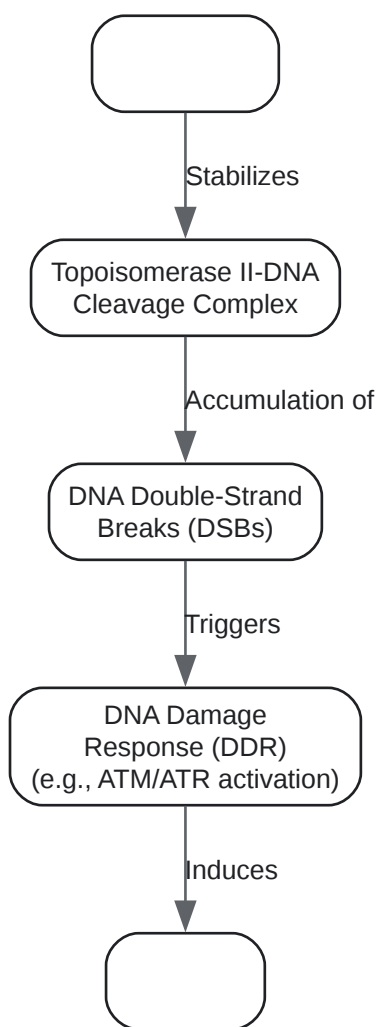 Stabilizes
Topoisomerase II-DNA
Cleavage Complex
Accumulation of
DNA Double-Strand
Breaks (DSBs)
Triggers
DNA Damage
Response (DDR)
(e.g., ATM/ATR activation)
Induces